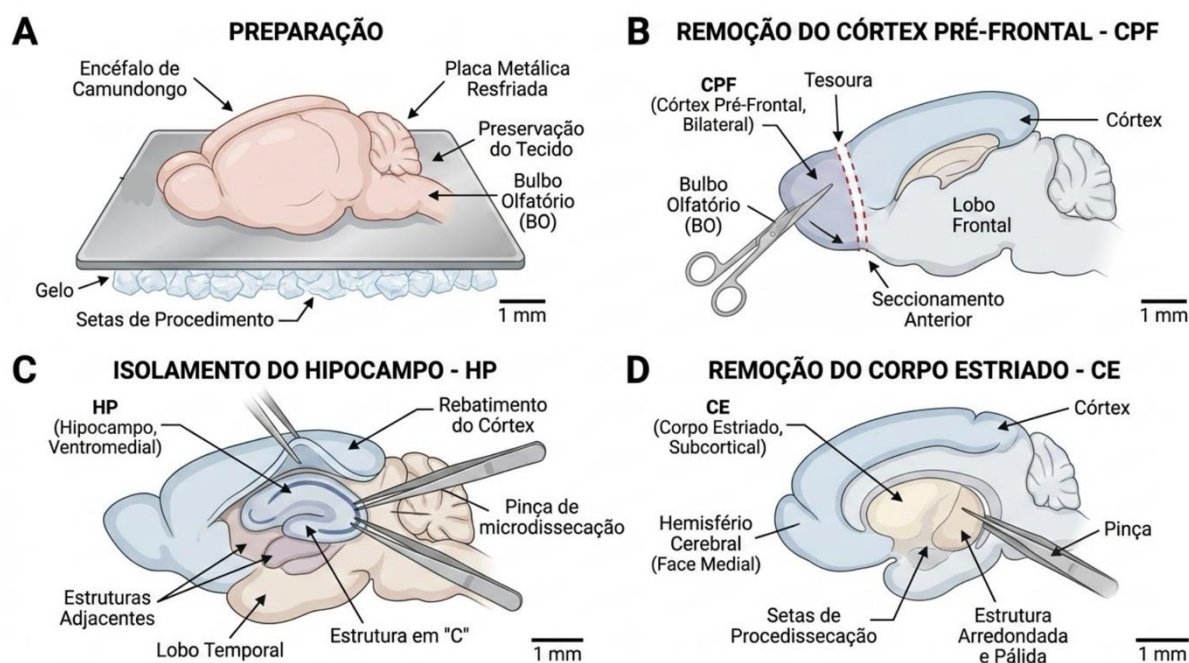 A
PREPARAÇÃO
Encéfalo de
Camundongo
Placa Metálica
Resfriada
Preservação
do Tecido
Bulbo
Olfatório
(BO)
Gelo
Setas de Procedimento
1 mm
B
REMOÇÃO DO CÓRTEX PRÉ-FRONTAL - CPF
CPF
(Córtex Pré-Frontal,
Bilateral)
Tesoura
Córtex
Bulbo
Olfatório
(BO)
Lobo
Frontal
Seccionamento
Anterior
1 mm
C
ISOLAMENTO DO HIPOCAMPO - HP
HP
(Hipocampo,
Ventromedial)
Rebatimento
do Córtex
Pinça de
microdissecação
Estruturas
Adjacentes
Lobo Temporal
Estrutura em "C"
1 mm
D
REMOÇÃO DO CORPO ESTRIADO - CE
CE
(Corpo Estriado,
Subcortical)
Córtex
Hemisfério
Cerebral
(Face Medial)
Pinça
Setas de
Procedissecação
Estrutura
Arredondada
e Pálida
1 mm